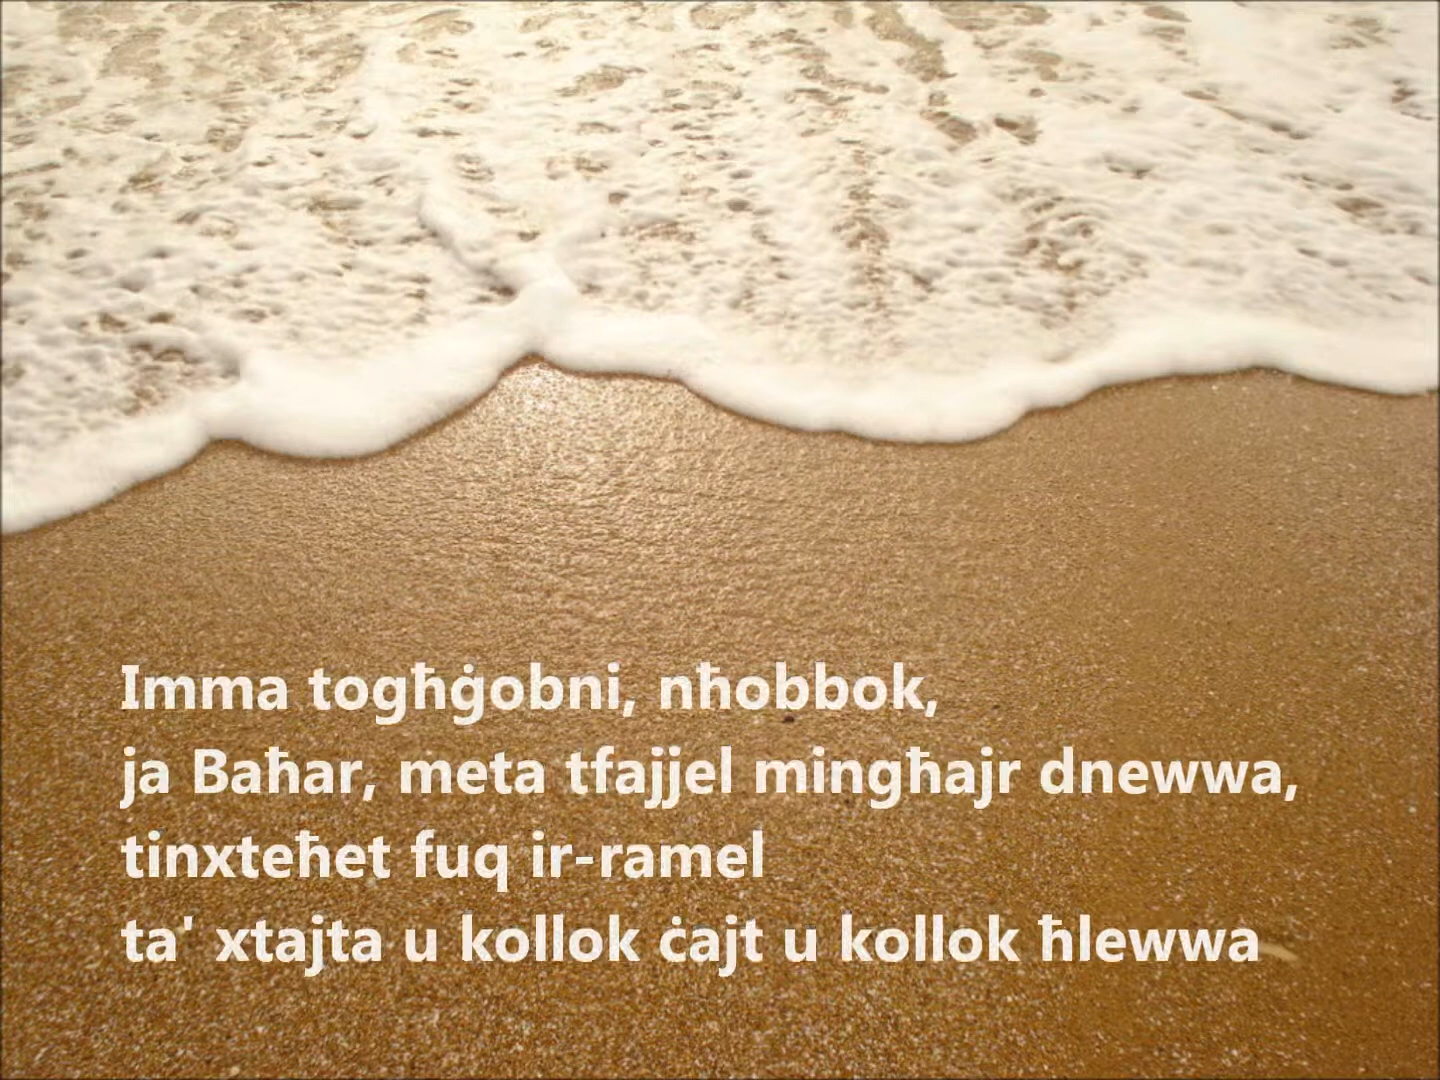 Imma togħġobni, nħobbok,
ja Baħar, meta tfajjel mingħajr dnewwa,
tinxteħet fuq ir-ramel
ta' xtajta u kollok ċajt u kollok ħlewwa